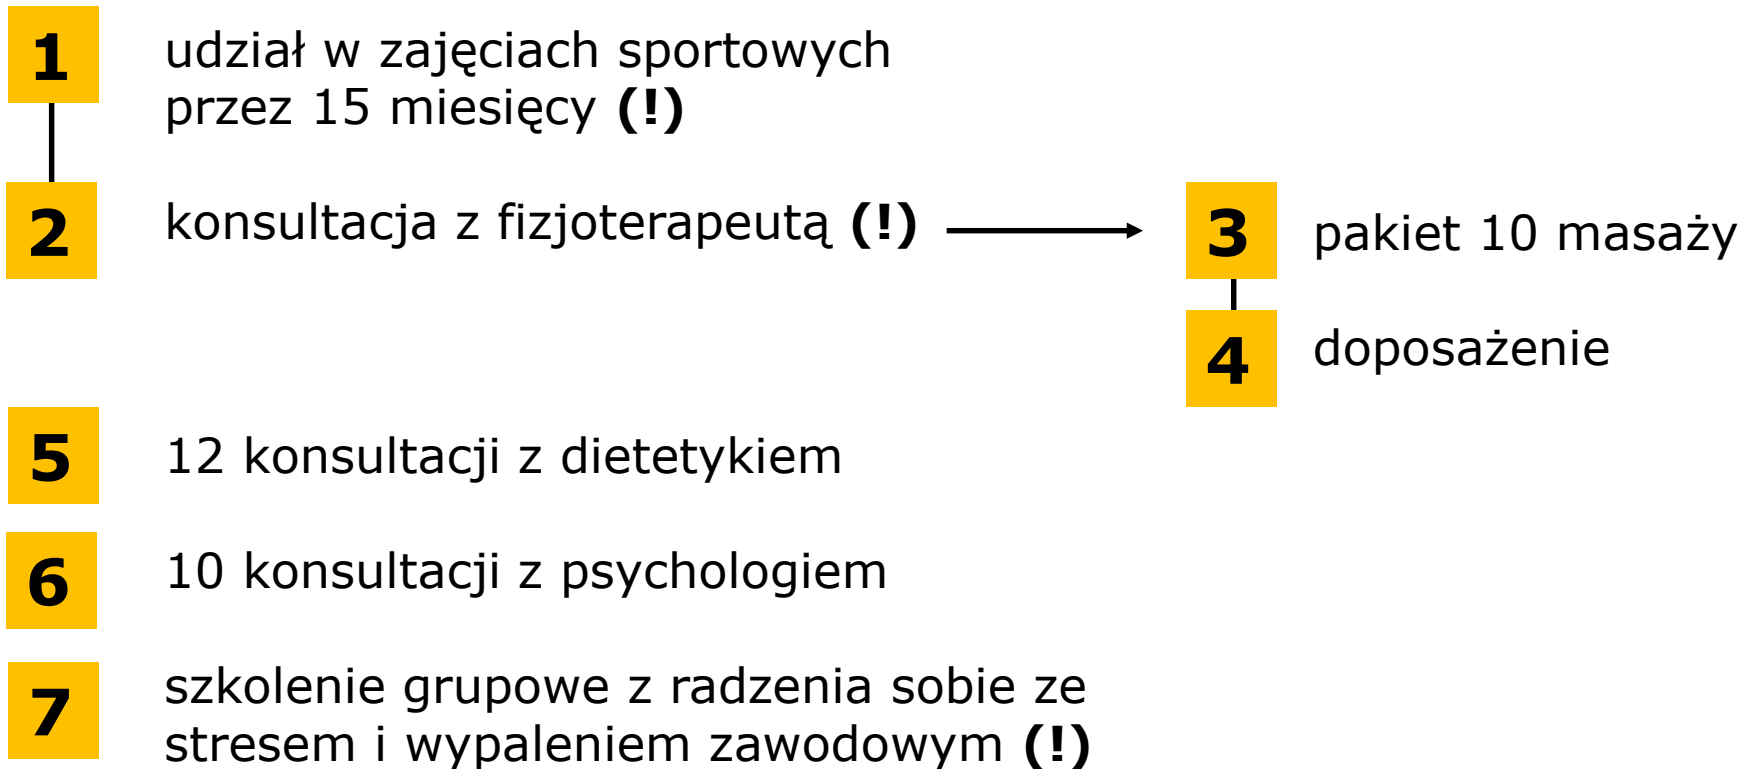 1 udział w zajęciach sportowych
przez 15 miesięcy (!)
2 konsultacja z fizjoterapeutą (!)
3 pakiet 10 masaży
4 doposażenie
5 12 konsultacji z dietetykiem
6 10 konsultacji z psychologiem
7 szkolenie grupowe z radzenia sobie ze
stresem i wypaleniem zawodowym (!)